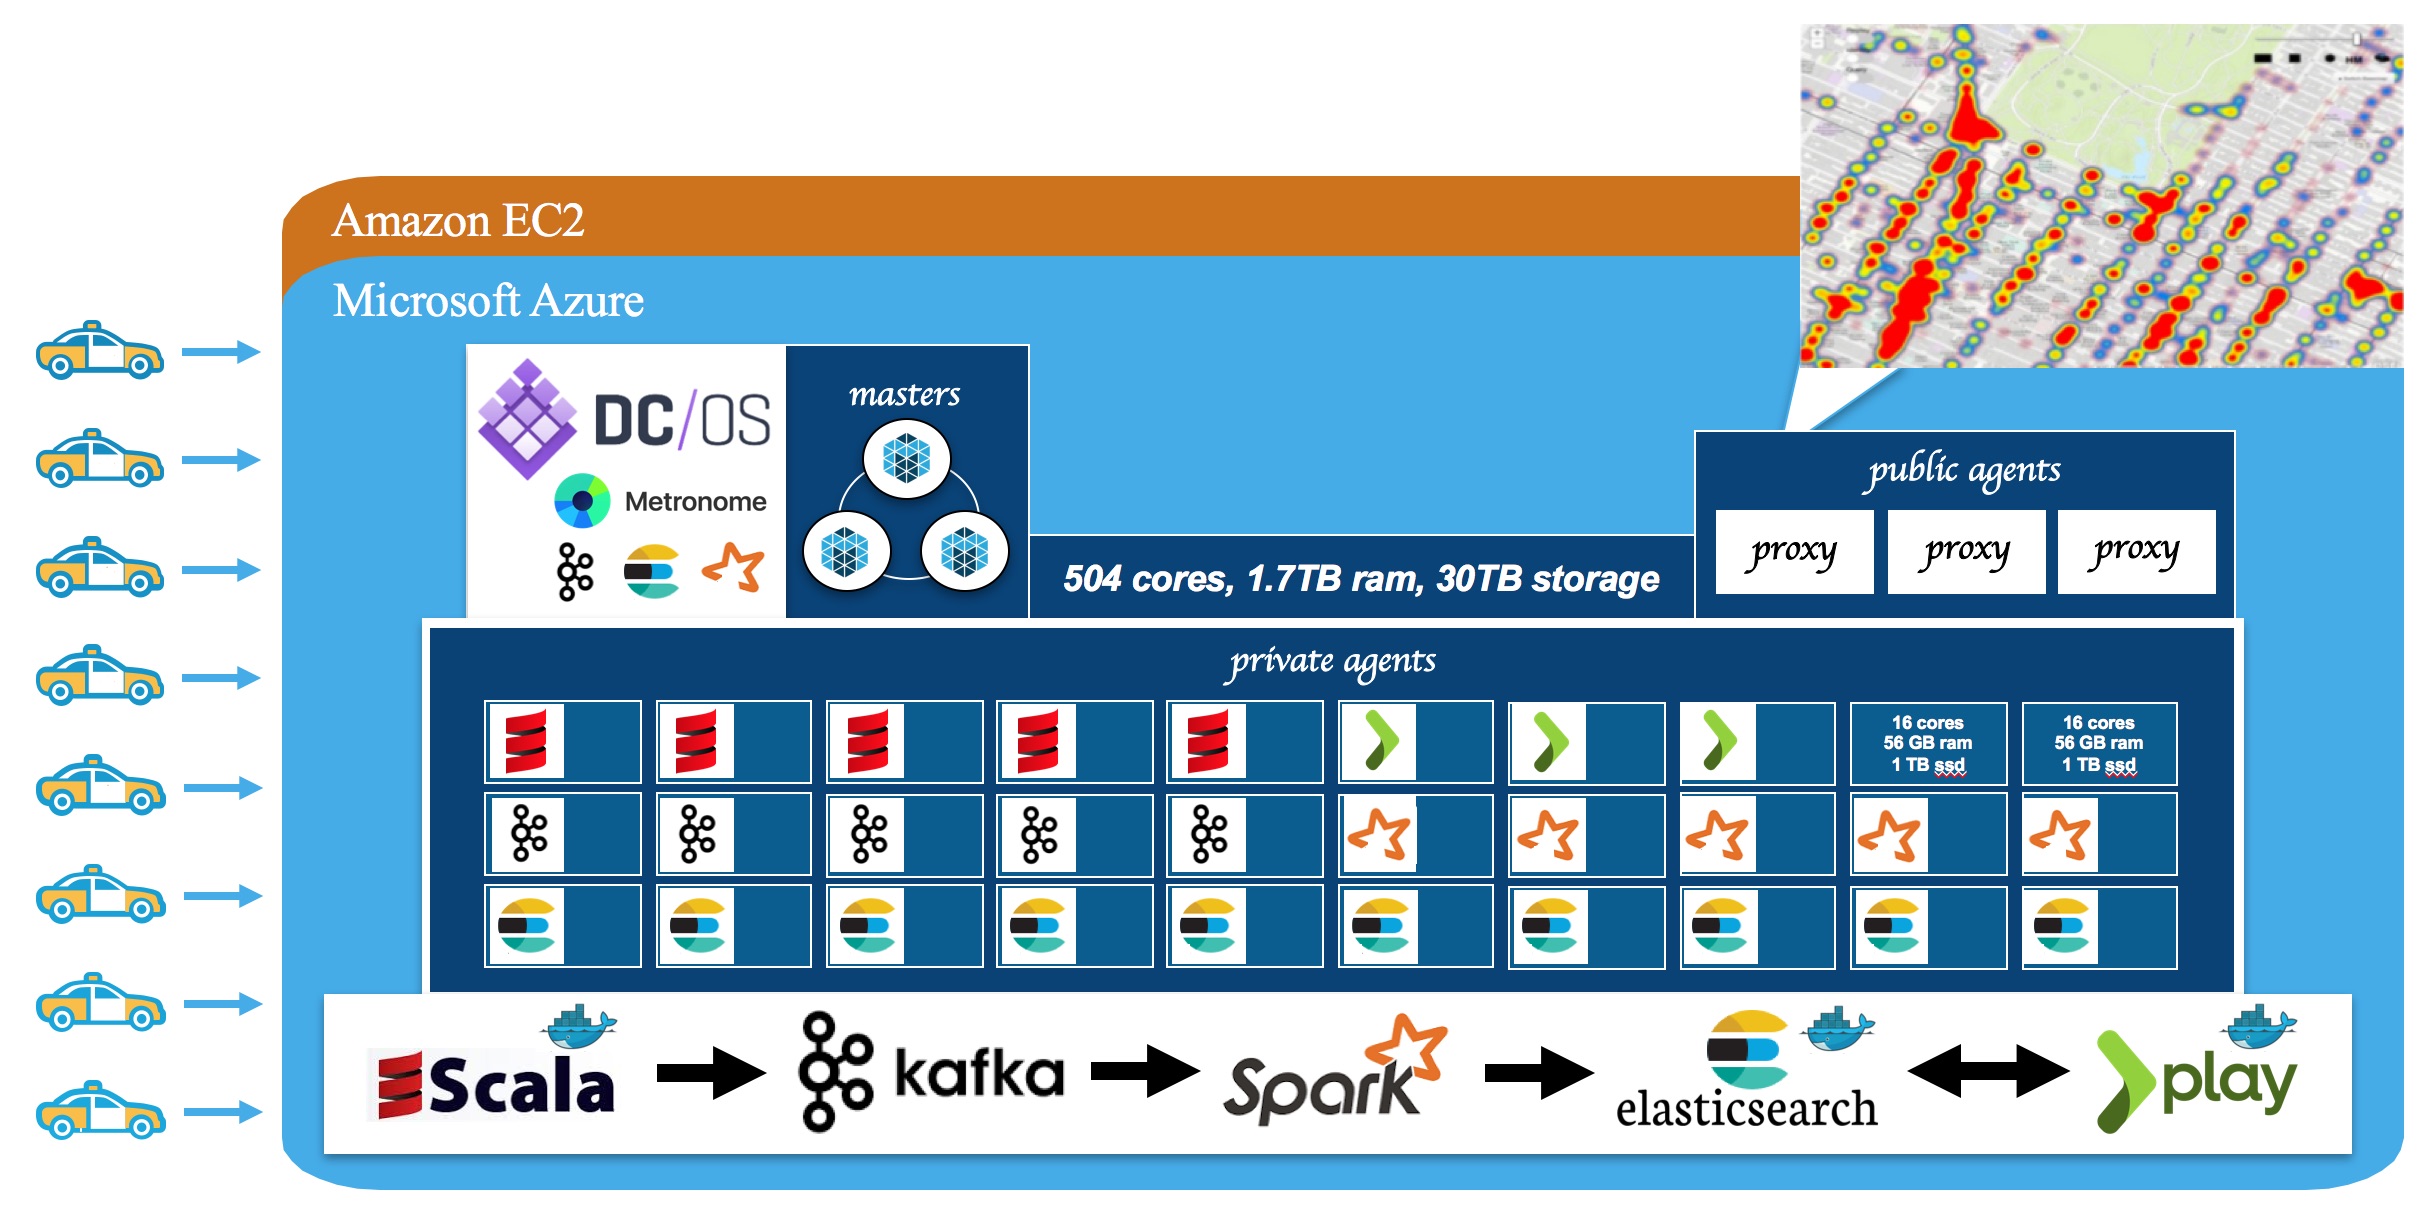 Amazon EC2
Microsoft Azure
DC/OS
Metronome
masters
504 cores, 1.7TB ram, 30TB storage
public agents
proxy
proxy
proxy
private agents
16 cores
56 GB ram
1 TB ssd
16 cores
56 GB ram
1 TB ssd
Scala
kafka
Spark
elasticsearch
play
HM